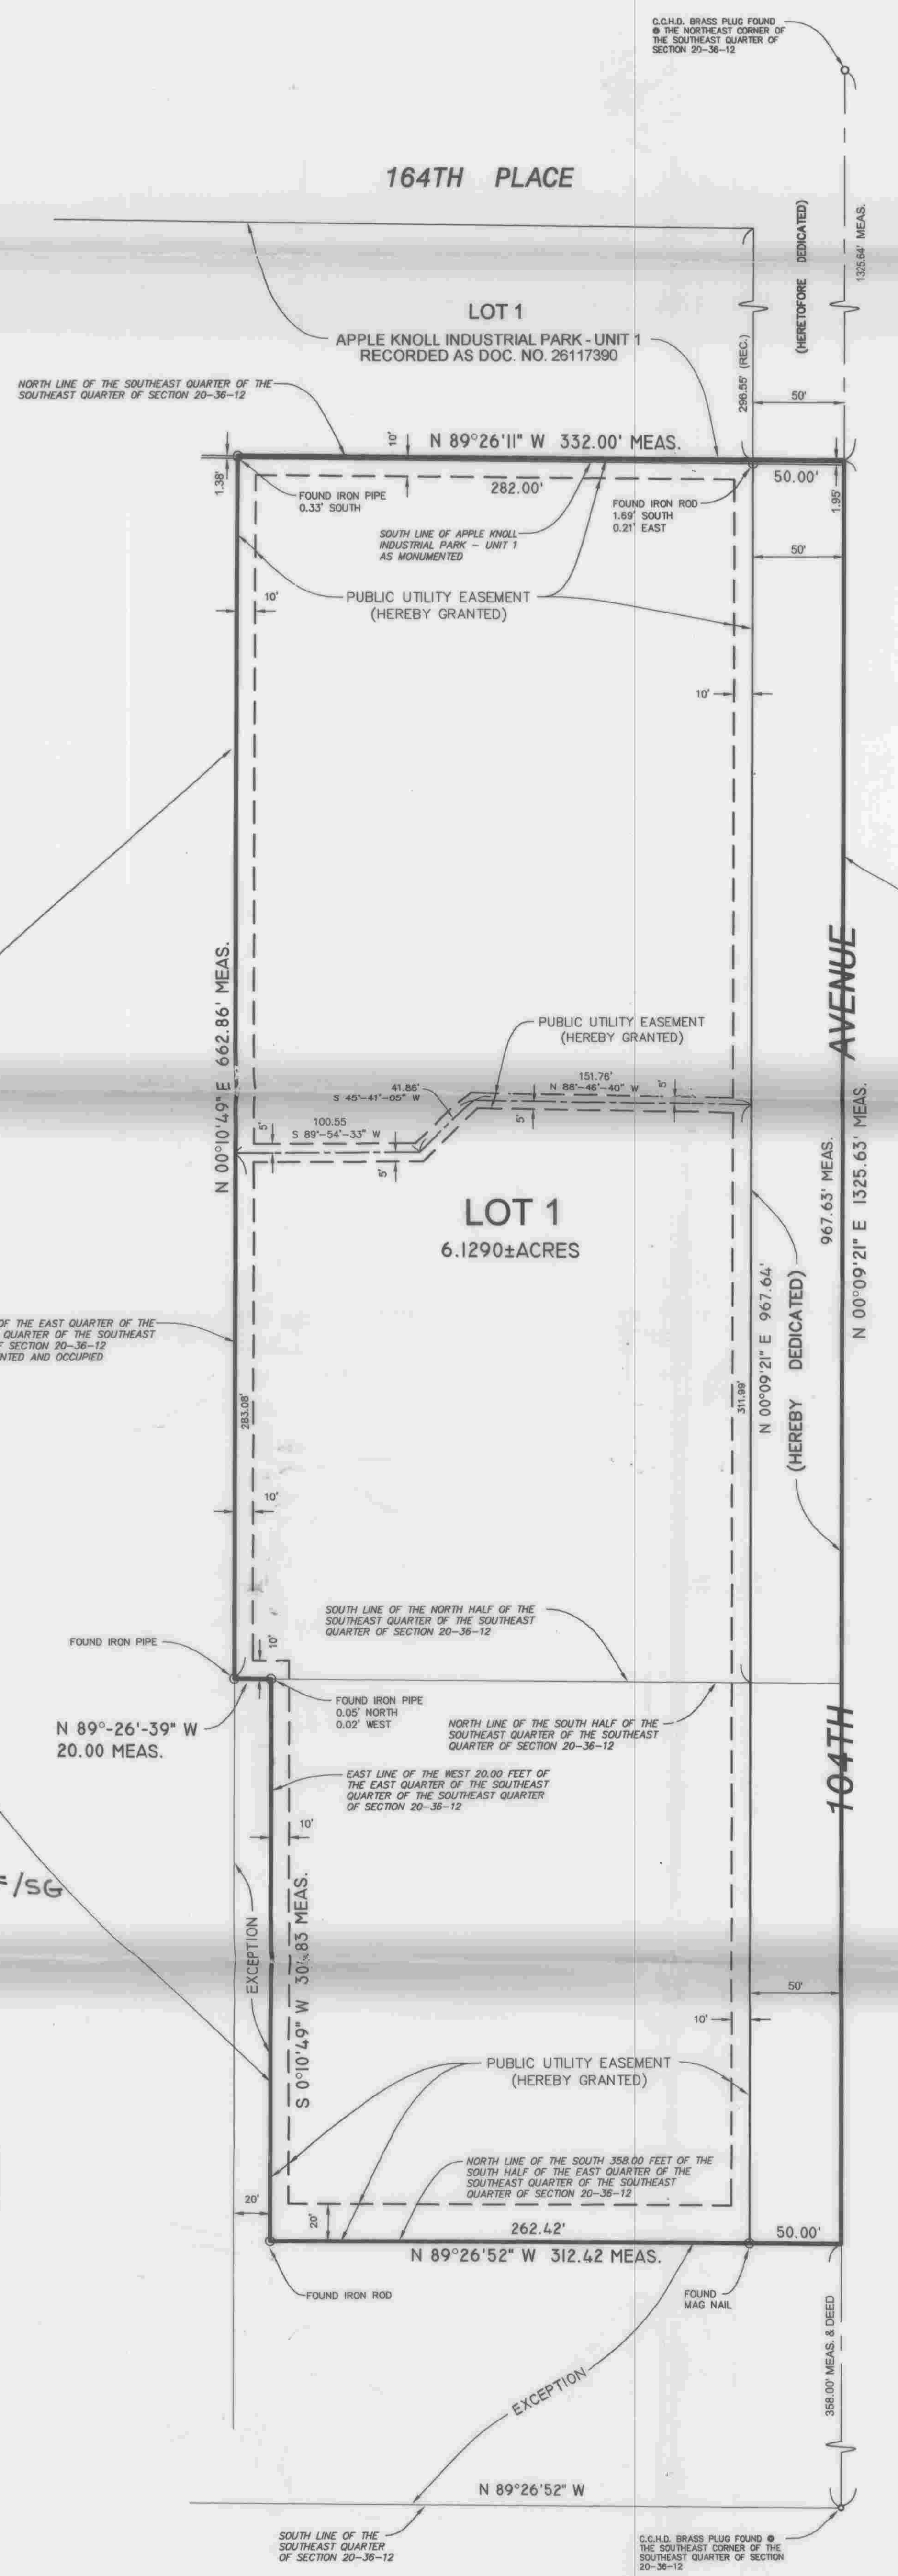 C.C.H.D. BRASS PLUG FOUND
@ THE NORTHEAST CORNER OF
THE SOUTHEAST QUARTER OF
SECTION 20-36-12
164TH PLACE
(HERETOFORE DEDICATED)
1325.64' MEAS.
LOT 1
APPLE KNOLL INDUSTRIAL PARK - UNIT 1
RECORDED AS DOC. NO. 26117390
296.55' (REC.)
NORTH LINE OF THE SOUTHEAST QUARTER OF THE
SOUTHEAST QUARTER OF SECTION 20-36-12
50'
10'
N 89°26'11" W 332.00' MEAS.
1.38'
FOUND IRON PIPE
0.33' SOUTH
282.00'
FOUND IRON ROD
1.69' SOUTH
0.21' EAST
50.00'
1.95'
SOUTH LINE OF APPLE KNOLL
INDUSTRIAL PARK - UNIT 1
AS MONUMENTED
50'
10'
PUBLIC UTILITY EASEMENT
(HEREBY GRANTED)
10'
N 00°10'49" E 662.86' MEAS.
AVENUE
PUBLIC UTILITY EASEMENT
(HEREBY GRANTED)
41.86'
S 45°-41'-05" W
151.76'
N 88°-46'-40" W
5'
5'
100.55
S 89°-54'-33" W
5'
5'
967.63' MEAS.
N 00°09'21" E 1325.63' MEAS.
LOT 1
6.1290±ACRES
N 00°09'21" E 967.64'
(HEREBY DEDICATED)
OF THE EAST QUARTER OF THE
QUARTER OF THE SOUTHEAST
SECTION 20-36-12
NTED AND OCCUPIED
283.08'
311.99'
10'
SOUTH LINE OF THE NORTH HALF OF THE
SOUTHEAST QUARTER OF THE SOUTHEAST
QUARTER OF SECTION 20-36-12
FOUND IRON PIPE
10'
N 89°-26'-39" W
20.00 MEAS.
FOUND IRON PIPE
0.05' NORTH
0.02' WEST
NORTH LINE OF THE SOUTH HALF OF THE
SOUTHEAST QUARTER OF THE SOUTHEAST
QUARTER OF SECTION 20-36-12
104TH
EAST LINE OF THE WEST 20.00 FEET OF
THE EAST QUARTER OF THE SOUTHEAST
QUARTER OF THE SOUTHEAST QUARTER
OF SECTION 20-36-12
10'
/SG
EXCEPTION
S 0°10'49" W MEAS.
50'
10'
PUBLIC UTILITY EASEMENT
(HEREBY GRANTED)
NORTH LINE OF THE SOUTH 358.00 FEET OF THE
SOUTH HALF OF THE EAST QUARTER OF THE
SOUTHEAST QUARTER OF THE SOUTHEAST
QUARTER OF SECTION 20-36-12
20'
20'
262.42'
50.00'
N 89°26'52" W 312.42 MEAS.
FOUND IRON ROD
FOUND
MAG NAIL
358.00' MEAS. & DEED
EXCEPTION
N 89°26'52" W
SOUTH LINE OF THE
SOUTHEAST QUARTER
OF SECTION 20-36-12
C.C.H.D. BRASS PLUG FOUND @
THE SOUTHEAST CORNER OF THE
SOUTHEAST QUARTER OF SECTION
20-36-12